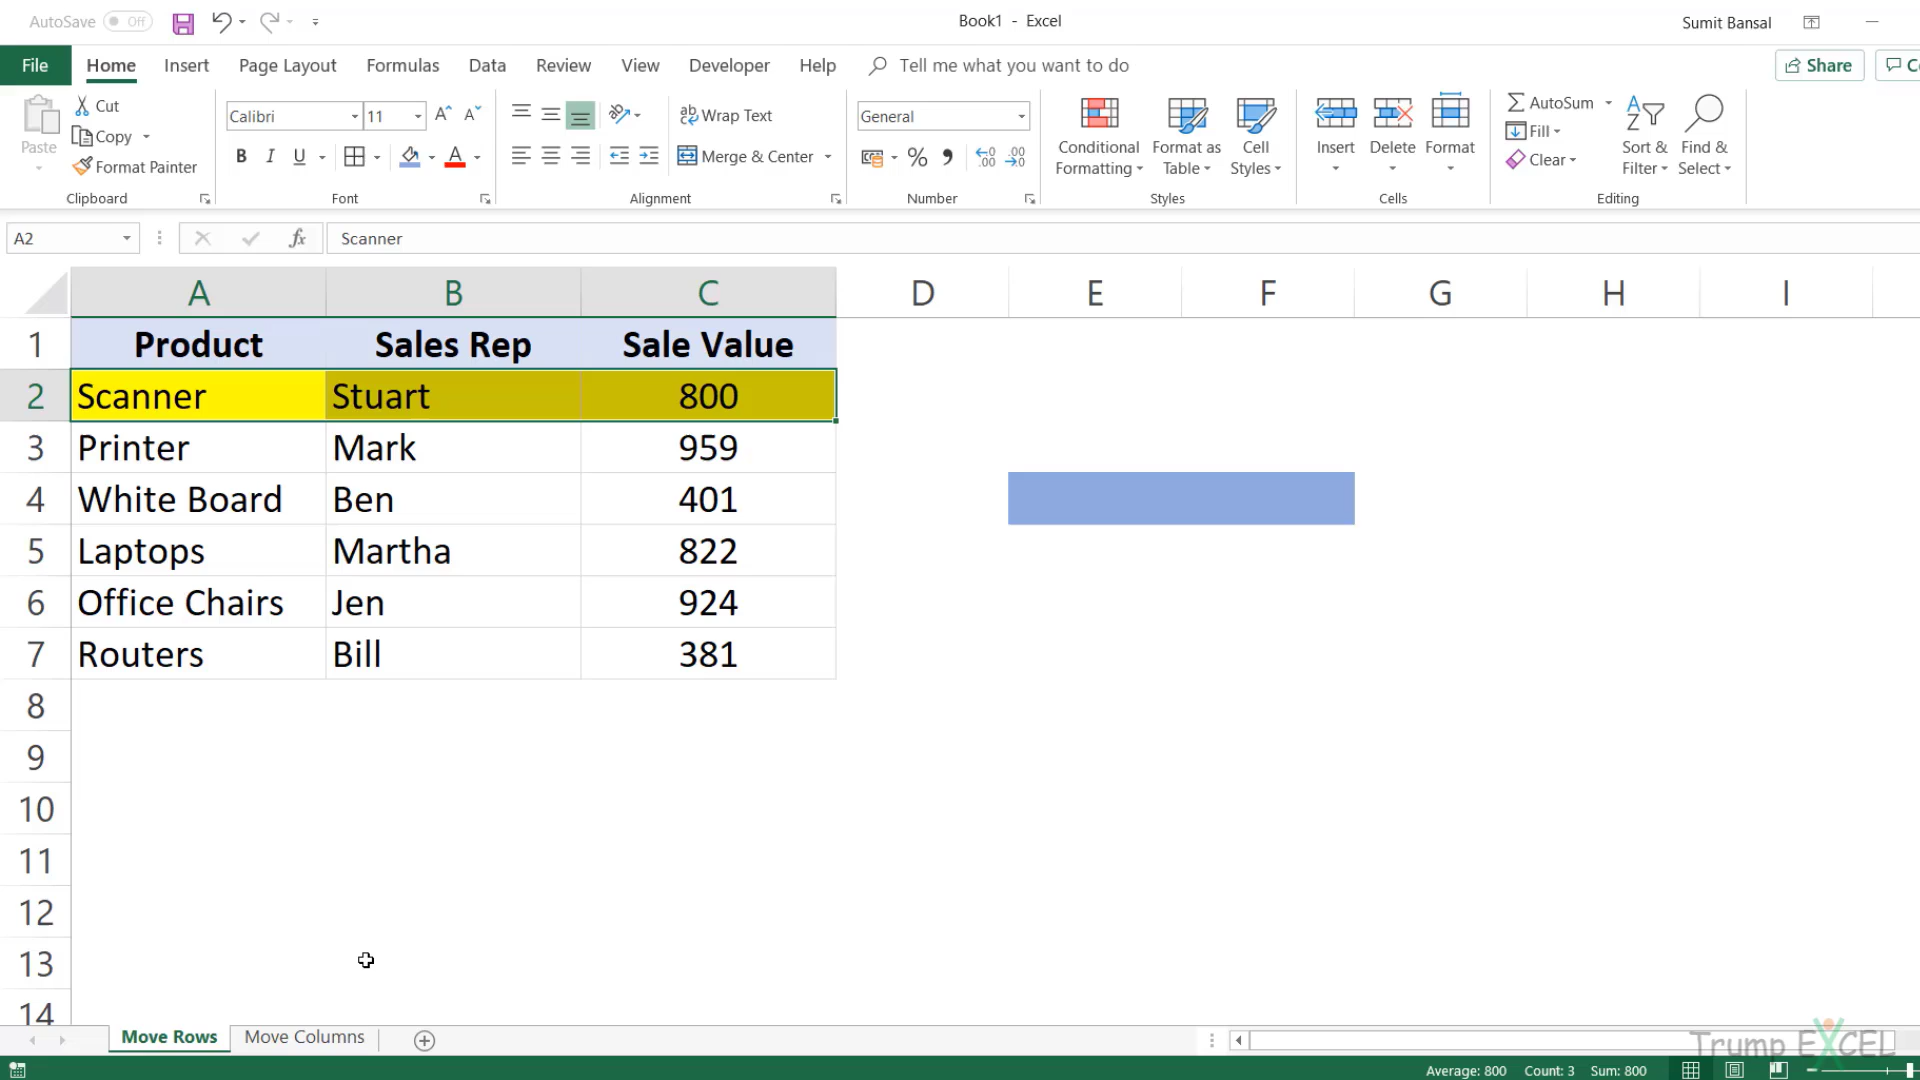 AutoSave Off
Book1 - Excel
Sumit Bansal
File Home Insert Page Layout Formulas Data Review View Developer Help Tell me what you want to do
Share
Paste
Cut
Copy
Format Painter
Clipboard
Calibri 11
B I U
Font
Wrap Text
Merge & Center
Alignment
General
%
Number
Conditional Formatting
Format as Table
Cell Styles
Styles
Insert
Delete
Format
Cells
AutoSum
Fill
Clear
Sort & Filter
Find & Select
Editing
A2
fx
Scanner
A B C D E F G H I
1 Product Sales Rep Sale Value
2 Scanner Stuart 800
3 Printer Mark 959
4 White Board Ben 401
5 Laptops Martha 822
6 Office Chairs Jen 924
7 Routers Bill 381
8
9
10
11
12
13
14
Move Rows Move Columns
Trump EXCEL
Average: 800 Count: 3 Sum: 800